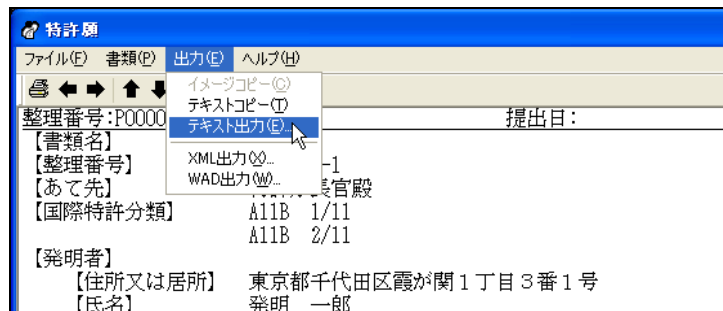 特許願
ファイル(F) 書類(P) 出力(E) ヘルプ(H)
イメージコピー(C)
テキストコピー(T)
テキスト出力(E)...
XML出力(X)...
WAD出力(W)...
整理番号:P0000 提出日:
【書類名】
【整理番号】 -1
【あて先】 長官殿
【国際特許分類】 A11B 1/11
A11B 2/11
【発明者】
【住所又は居所】 東京都千代田区霞が関1丁目3番1号
【氏名】 発明 一郎